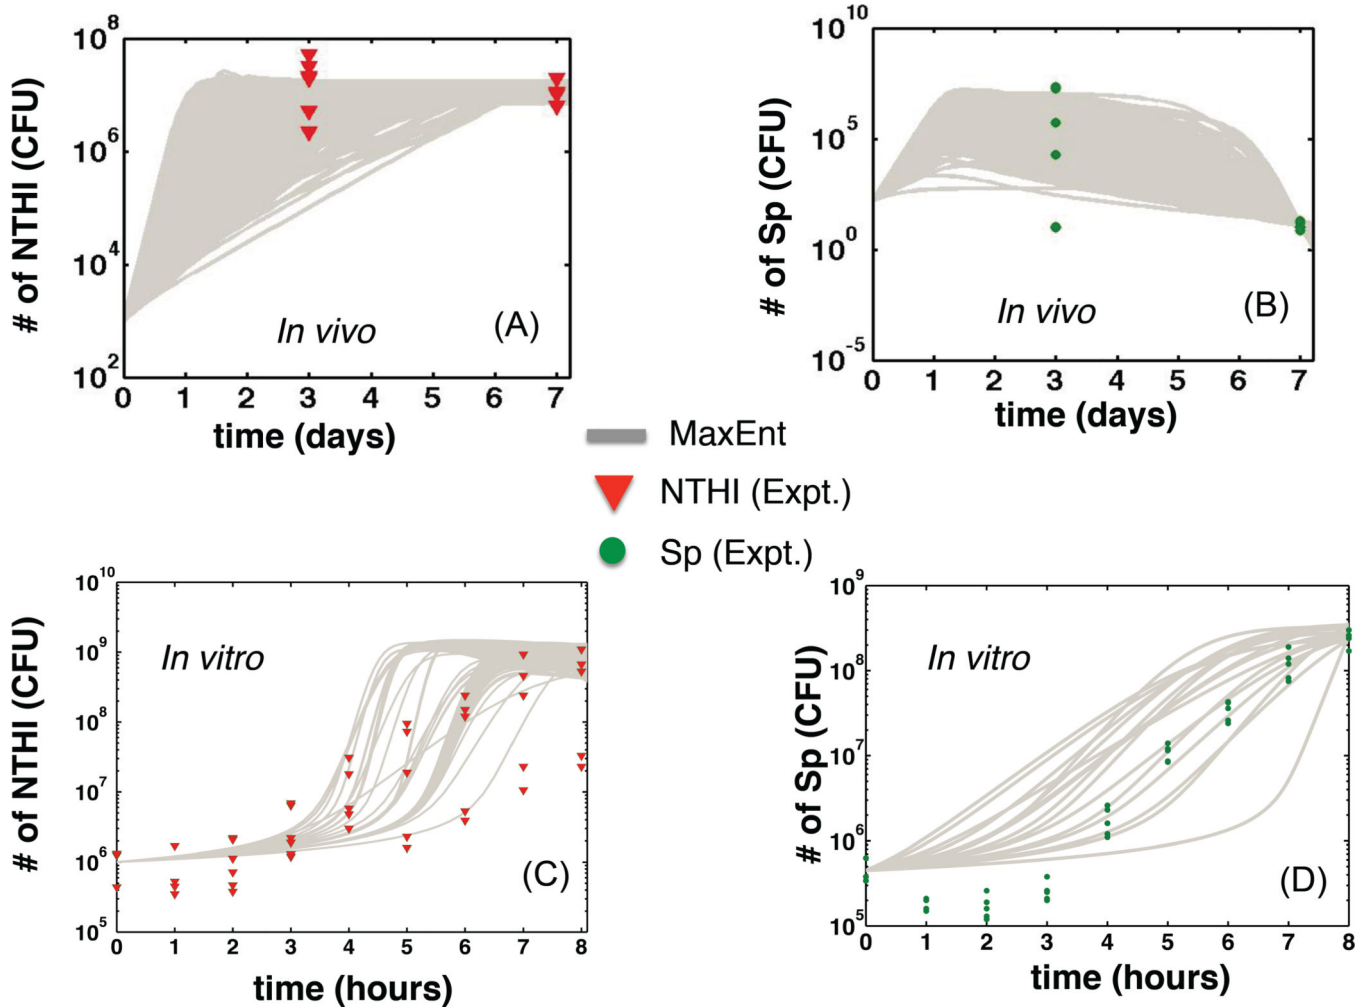 # of NTHI (CFU)
10^8
10^6
10^4
10^2
0 1 2 3 4 5 6 7
time (days)
In vivo
(A)
# of Sp (CFU)
10^10
10^5
10^0
10^-5
0 1 2 3 4 5 6 7
time (days)
In vivo
(B)
MaxEnt
NTHI (Expt.)
Sp (Expt.)
# of NTHI (CFU)
10^10
10^9
10^8
10^7
10^6
10^5
0 1 2 3 4 5 6 7 8
time (hours)
In vitro
(C)
# of Sp (CFU)
10^9
10^8
10^7
10^6
10^5
0 1 2 3 4 5 6 7 8
time (hours)
In vitro
(D)